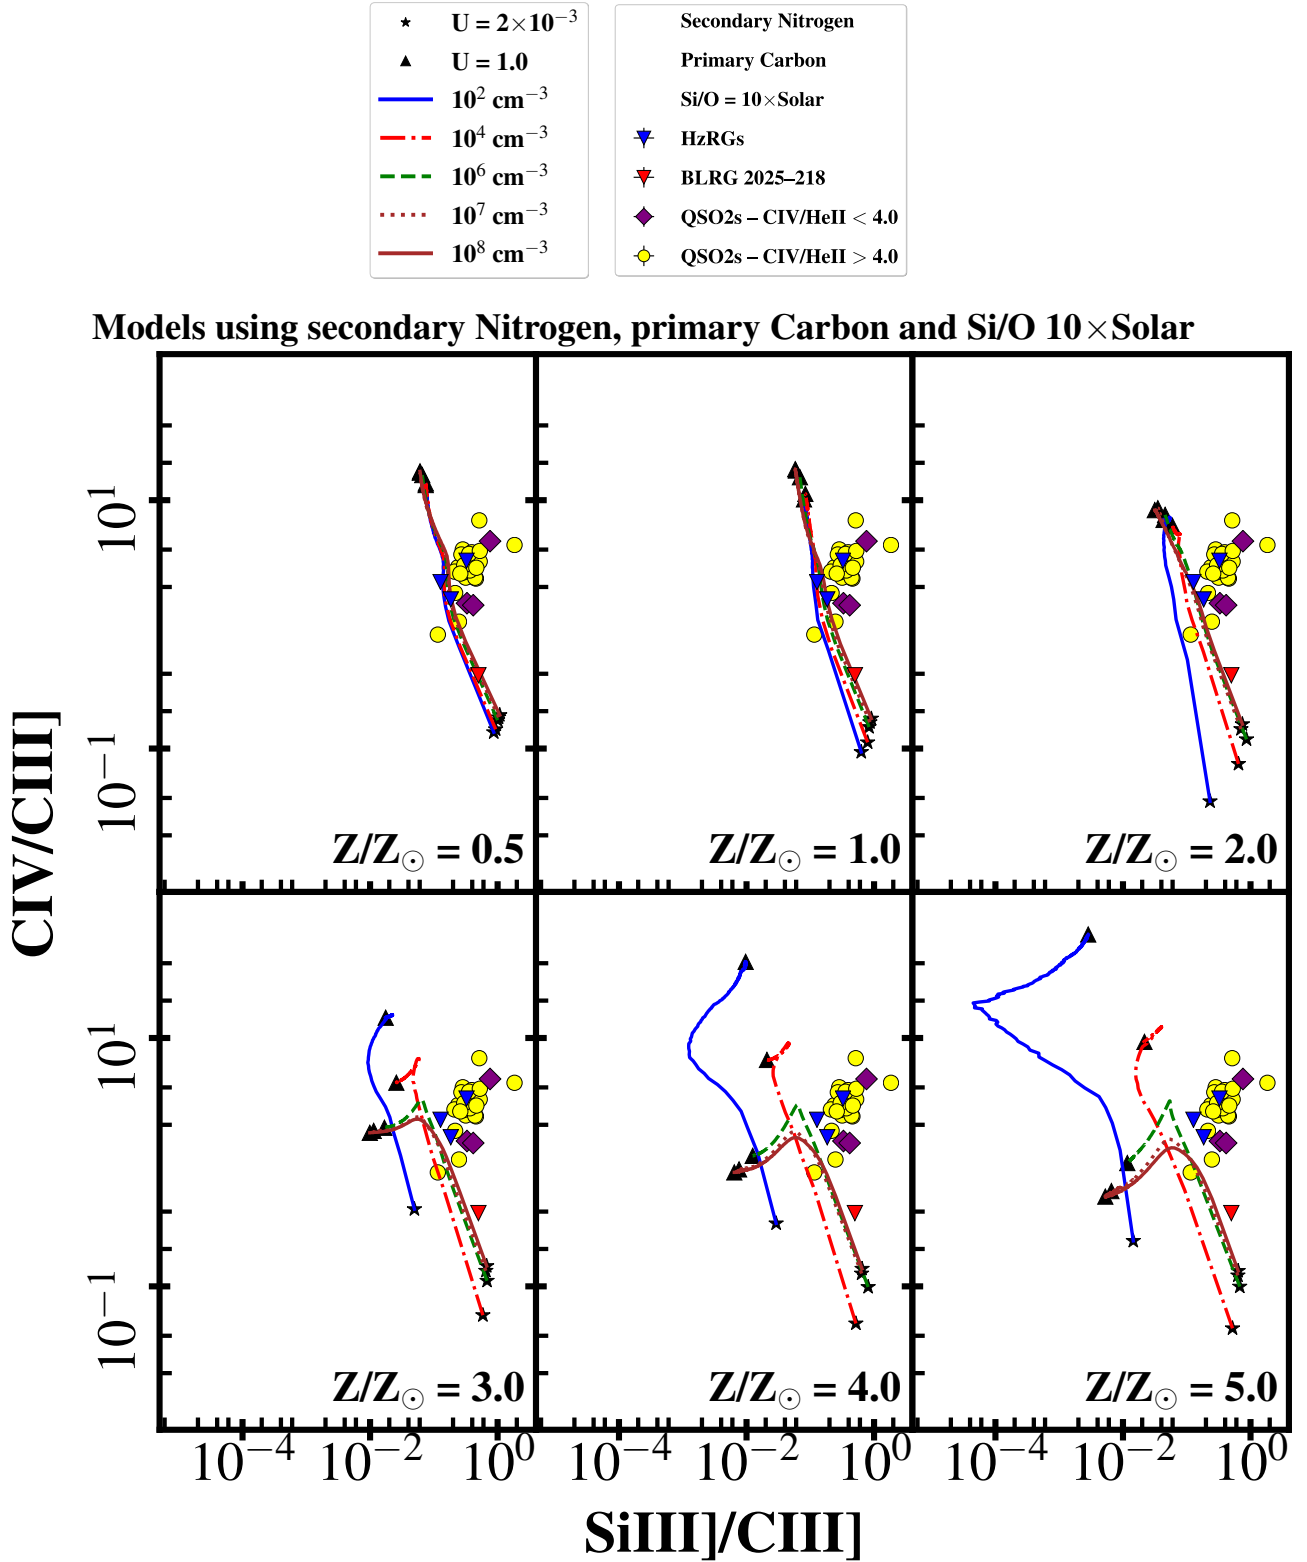 U = 2×10⁻³
U = 1.0
10² cm⁻³
10⁴ cm⁻³
10⁶ cm⁻³
10⁷ cm⁻³
10⁸ cm⁻³
Secondary Nitrogen
Primary Carbon
Si/O = 10×Solar
HzRGs
BLRG 2025–218
QSO2s – CIV/HeII < 4.0
QSO2s – CIV/HeII > 4.0
Models using secondary Nitrogen, primary Carbon and Si/O 10×Solar
CIV/CIII]
10¹
10⁻¹
Z/Z☉ = 0.5
Z/Z☉ = 1.0
Z/Z☉ = 2.0
10¹
10⁻¹
Z/Z☉ = 3.0
Z/Z☉ = 4.0
Z/Z☉ = 5.0
10⁻⁴ 10⁻² 10⁰ 10⁻⁴ 10⁻² 10⁰ 10⁻⁴ 10⁻² 10⁰
SiIII]/CIII]